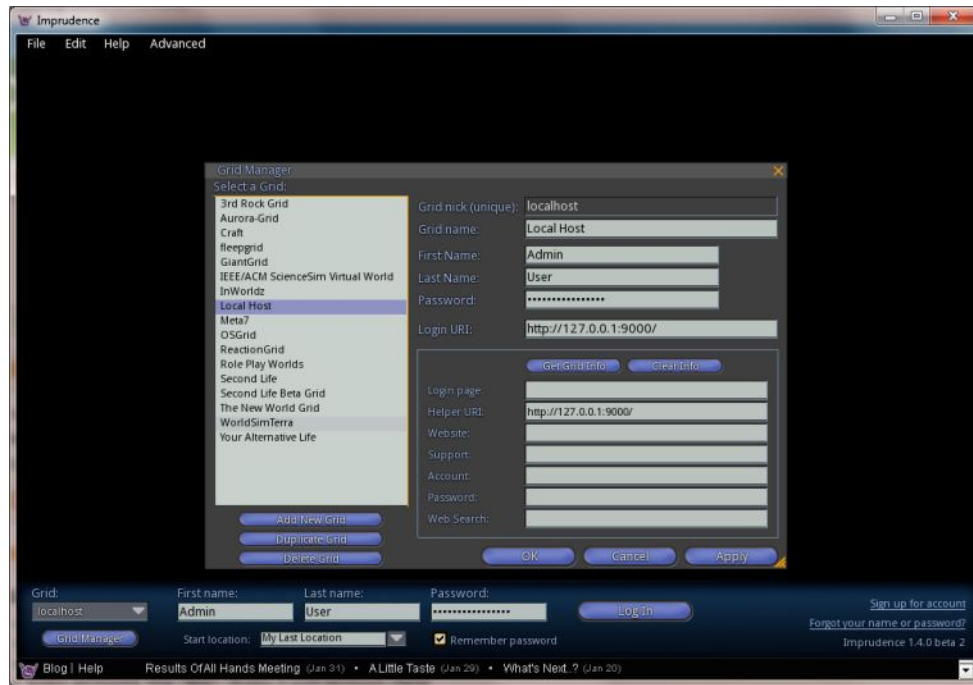 Imprudence
File Edit Help Advanced
Grid Manager
Select a Grid:
3rd Rock Grid
Aurora-Grid
Craft
fleepgrid
GiantGrid
IEEE/ACM ScienceSim Virtual World
InWorldz
Local Host
Meta7
OSGrid
ReactionGrid
Role Play Worlds
Second Life
Second Life Beta Grid
The New World Grid
WorldSimTerra
Your Alternative Life
Add New Grid
Duplicate Grid
Delete Grid
Grid nick (unique): localhost
Grid name: Local Host
First Name: Admin
Last Name: User
Password: ••••••••••••••••
Login URI: http://127.0.0.1:9000/
Get Grid Info Clear Info
Login page:
Helper URI: http://127.0.0.1:9000/
Website:
Support:
Account:
Password:
Web Search:
OK Cancel Apply
Grid: First name: Last name: Password:
localhost Admin User •••••••••••••••• Log In
Sign up for account
Forgot your name or password?
Grid Manager Start location: My Last Location Remember password
Imprudence 1.4.0 beta 2
Blog | Help Results Of All Hands Meeting (Jan 31) • A Little Taste (Jan 29) • What's Next..? (Jan 20)